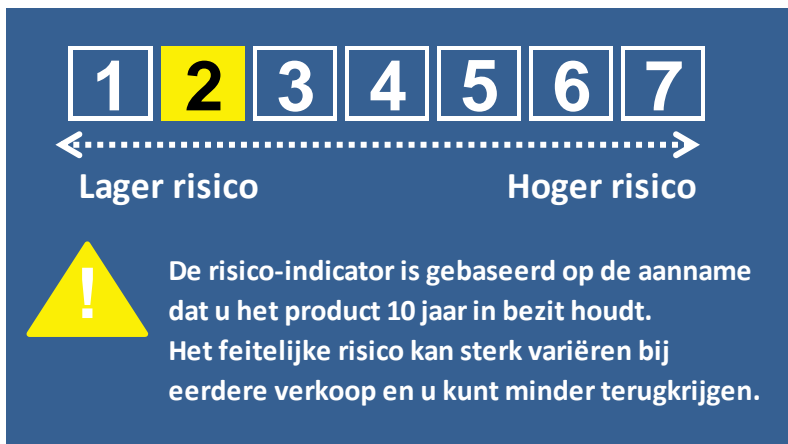 1 2 3 4 5 6 7
Lager risico Hoger risico
!
De risico-indicator is gebaseerd op de aanname
dat u het product 10 jaar in bezit houdt.
Het feitelijke risico kan sterk variëren bij
eerdere verkoop en u kunt minder terugkrijgen.